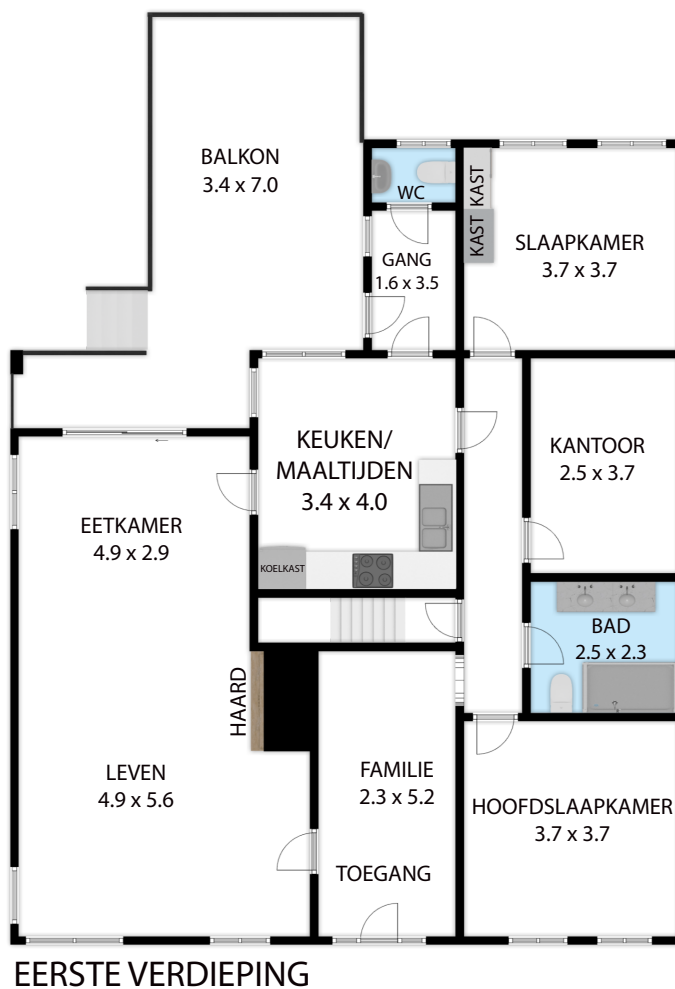 BALKON
3.4 x 7.0
WC
KAST
KAST
GANG
1.6 x 3.5
SLAAPKAMER
3.7 x 3.7
KEUKEN/
MAALTIJDEN
3.4 x 4.0
KANTOOR
2.5 x 3.7
EETKAMER
4.9 x 2.9
KOELKAST
BAD
2.5 x 2.3
HAARD
LEVEN
4.9 x 5.6
FAMILIE
2.3 x 5.2
HOOFDSLAAPKAMER
3.7 x 3.7
TOEGANG
EERSTE VERDIEPING